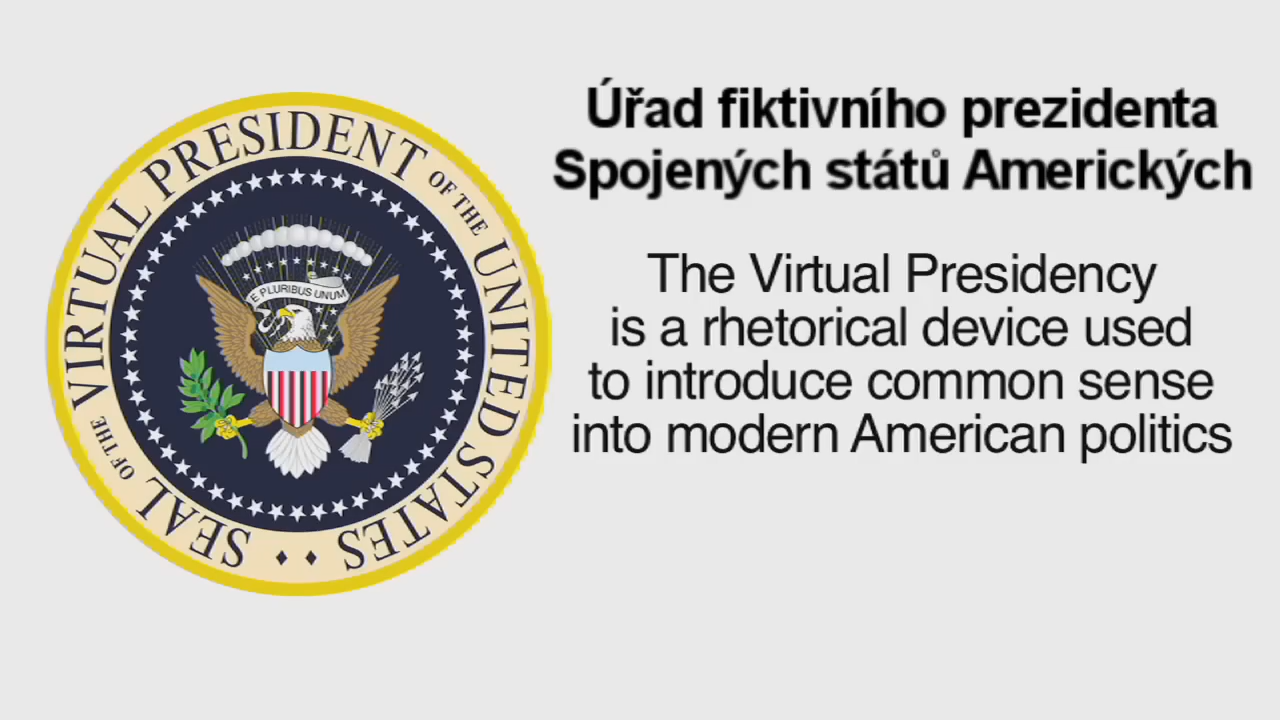 SEAL OF THE VIRTUAL PRESIDENT OF THE UNITED STATES
E PLURIBUS UNUM
Úřad fiktivního prezidenta
Spojených států Amerických
The Virtual Presidency
is a rhetorical device used
to introduce common sense
into modern American politics